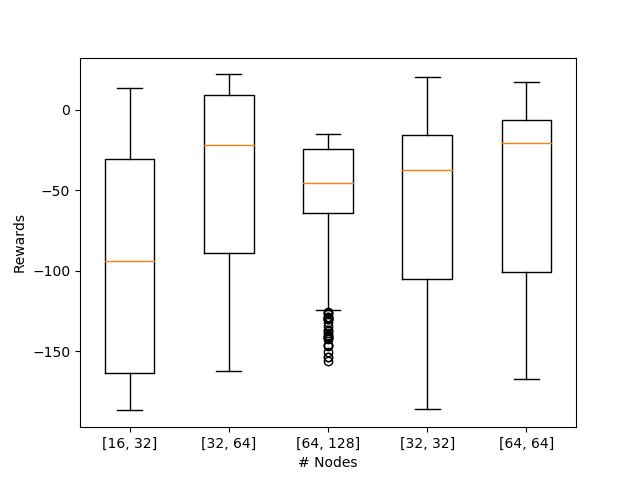 0
−50
−100
−150
Rewards
[16, 32] [32, 64] [64, 128] [32, 32] [64, 64]
# Nodes